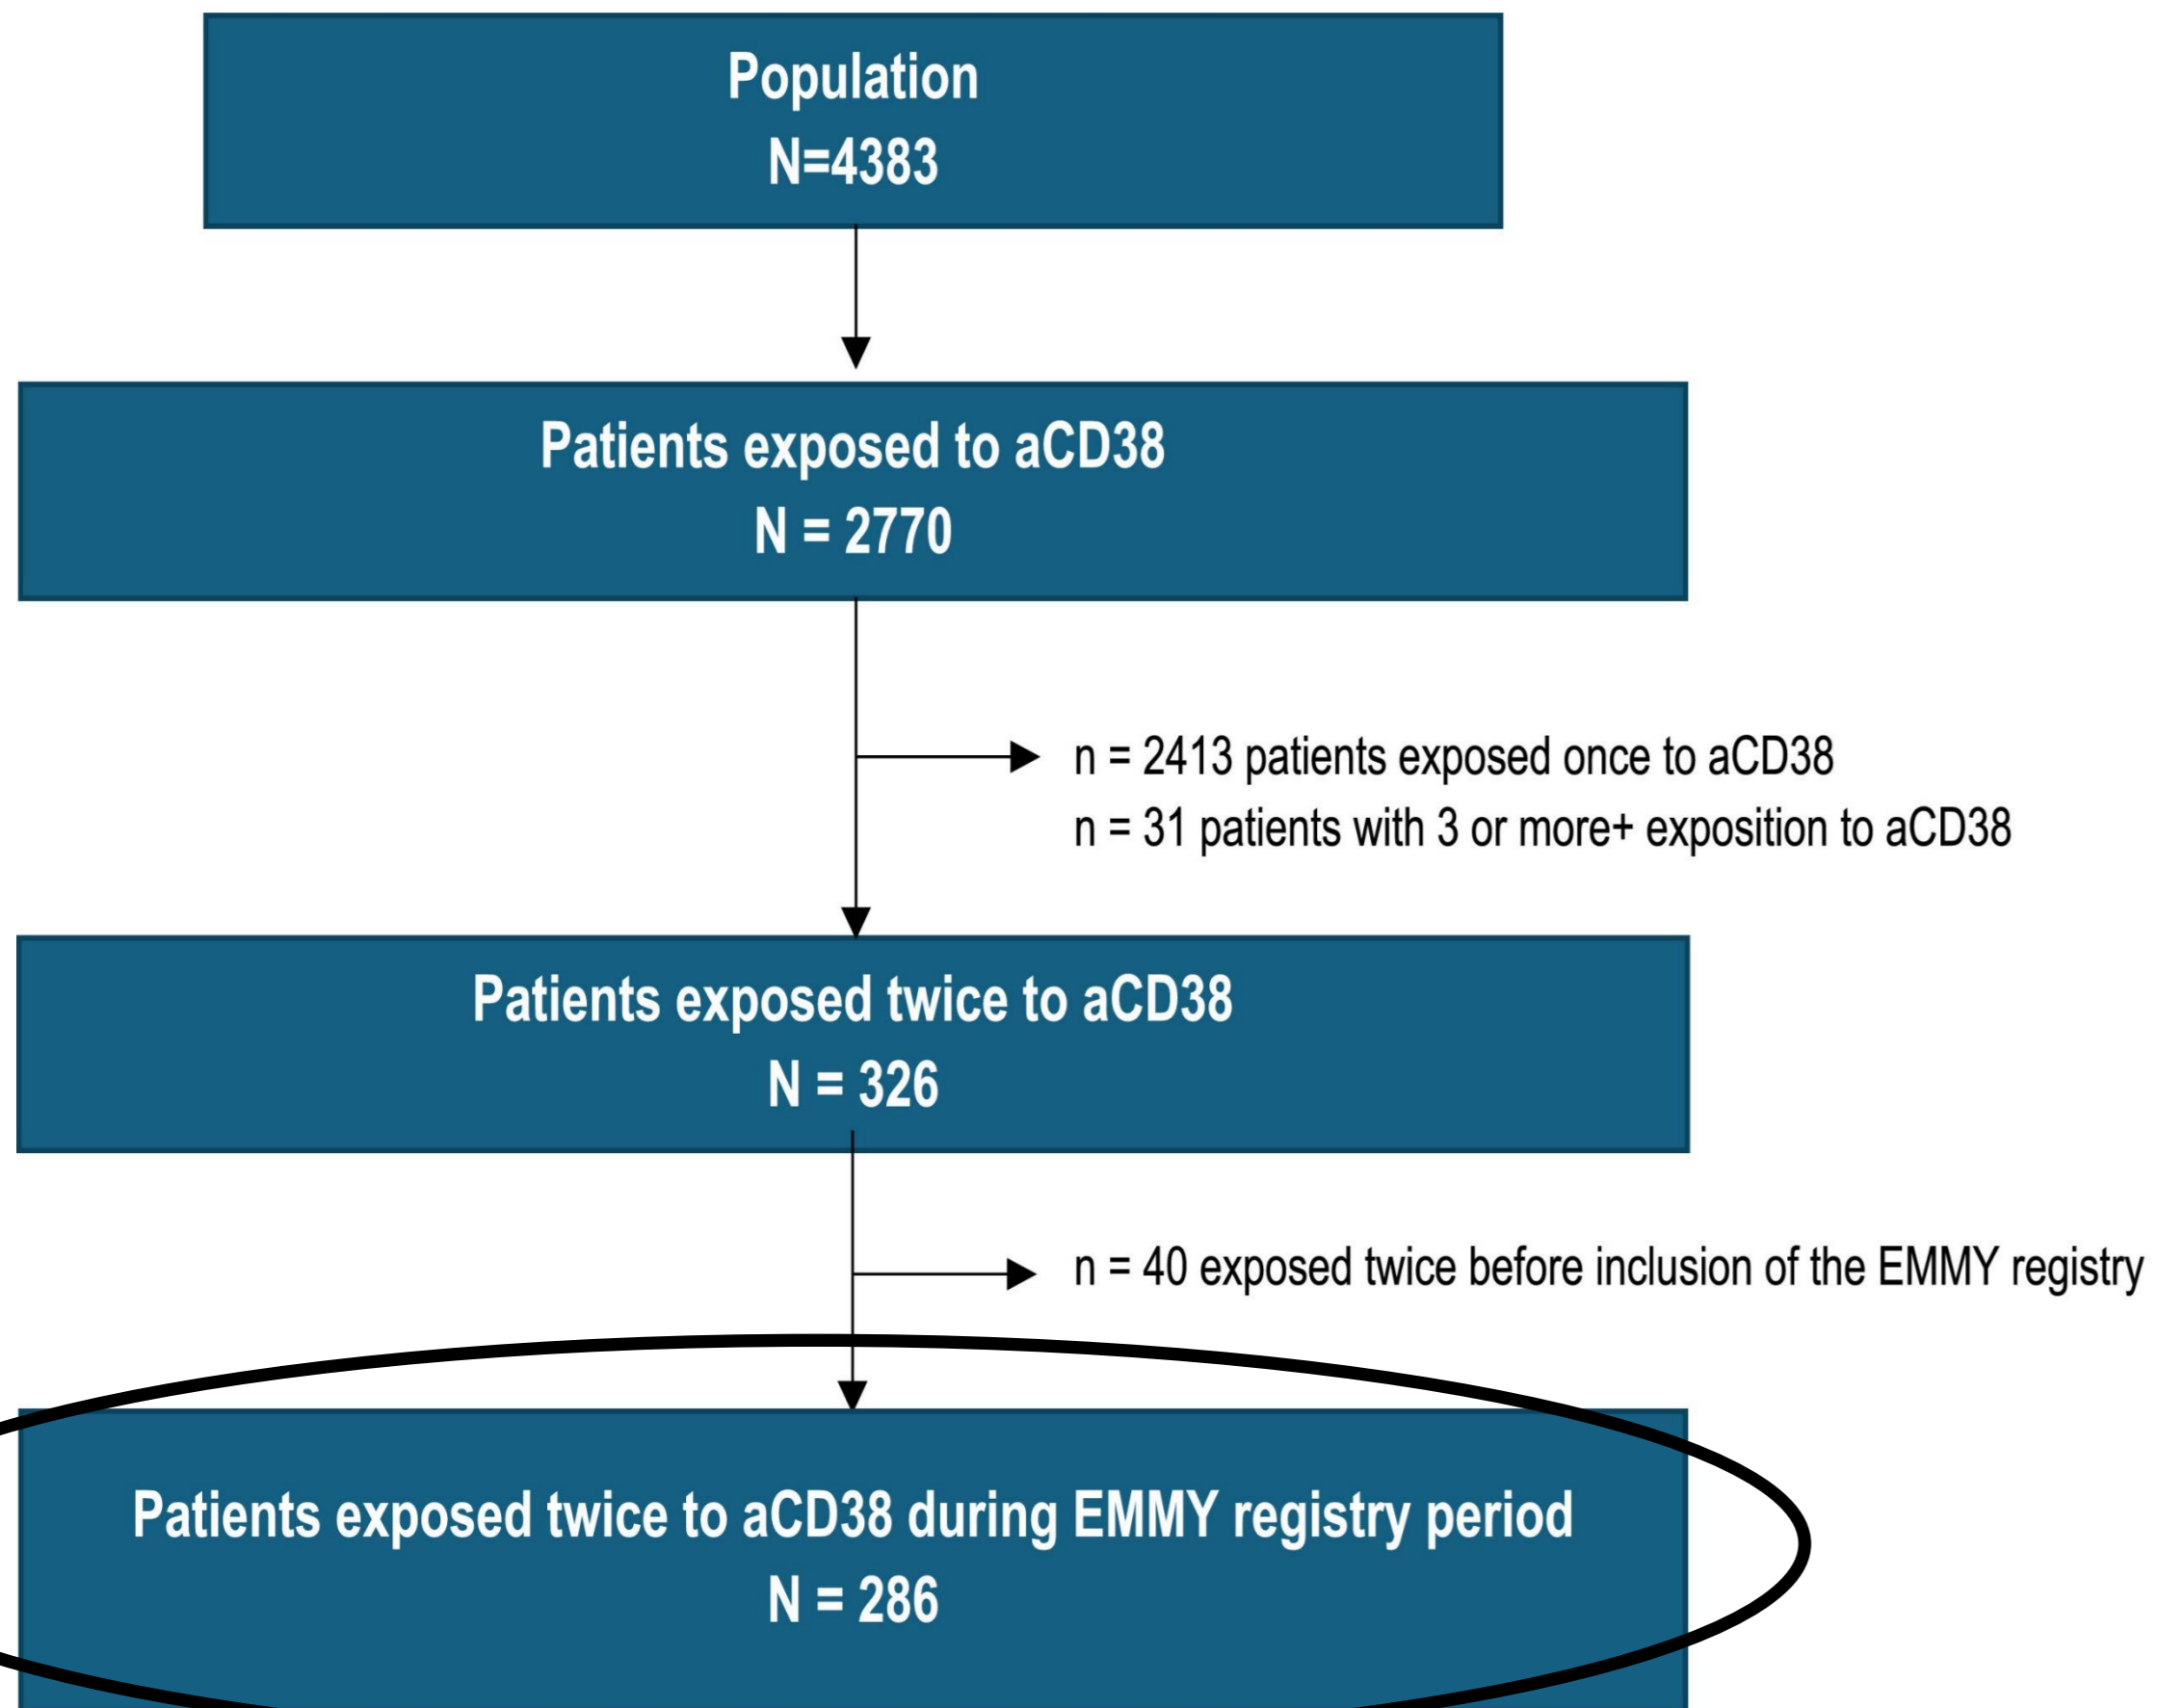 Population
N=4383
Patients exposed to aCD38
N = 2770
n = 2413 patients exposed once to aCD38
n = 31 patients with 3 or more+ exposition to aCD38
Patients exposed twice to aCD38
N = 326
n = 40 exposed twice before inclusion of the EMMY registry
Patients exposed twice to aCD38 during EMMY registry period
N = 286